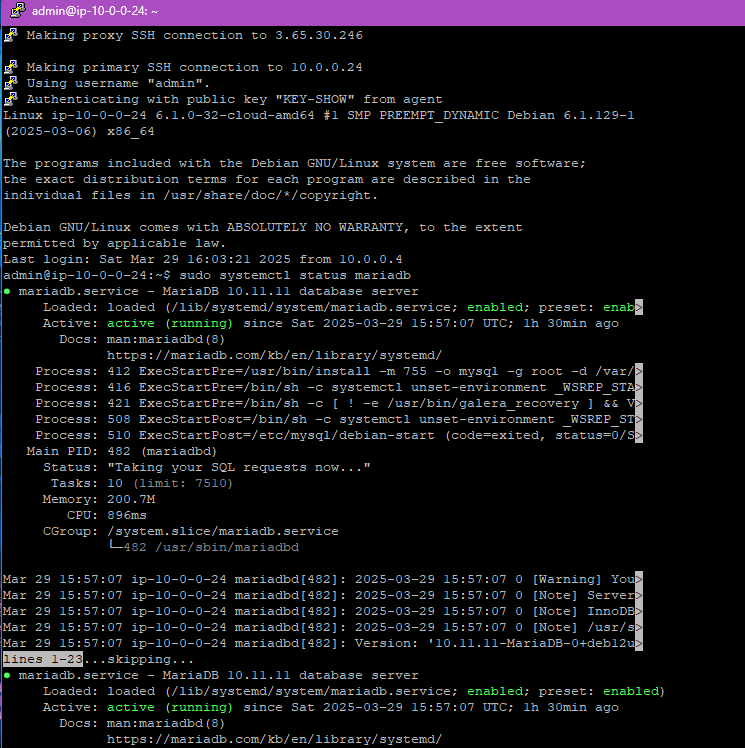 admin@ip-10-0-0-24: ~
Making proxy SSH connection to 3.65.30.246
Making primary SSH connection to 10.0.0.24
Using username "admin".
Authenticating with public key "KEY-SHOW" from agent
Linux ip-10-0-0-24 6.1.0-32-cloud-amd64 #1 SMP PREEMPT_DYNAMIC Debian 6.1.129-1
(2025-03-06) x86_64
The programs included with the Debian GNU/Linux system are free software;
the exact distribution terms for each program are described in the
individual files in /usr/share/doc/*/copyright.
Debian GNU/Linux comes with ABSOLUTELY NO WARRANTY, to the extent
permitted by applicable law.
Last login: Sat Mar 29 16:03:21 2025 from 10.0.0.4
admin@ip-10-0-0-24:~$ sudo systemctl status mariadb
● mariadb.service - MariaDB 10.11.11 database server
Loaded: loaded (/lib/systemd/system/mariadb.service; enabled; preset: enab>
Active: active (running) since Sat 2025-03-29 15:57:07 UTC; 1h 30min ago
Docs: man:mariadbd(8)
https://mariadb.com/kb/en/library/systemd/
Process: 412 ExecStartPre=/usr/bin/install -m 755 -o mysql -g root -d /var/>
Process: 416 ExecStartPre=/bin/sh -c systemctl unset-environment _WSREP_STA>
Process: 421 ExecStartPre=/bin/sh -c [ ! -e /usr/bin/galera_recovery ] && V>
Process: 508 ExecStartPost=/bin/sh -c systemctl unset-environment _WSREP_ST>
Process: 510 ExecStartPost=/etc/mysql/debian-start (code=exited, status=0/S>
Main PID: 482 (mariadbd)
Status: "Taking your SQL requests now..."
Tasks: 10 (limit: 7510)
Memory: 200.7M
CPU: 896ms
CGroup: /system.slice/mariadb.service
└─482 /usr/sbin/mariadbd
Mar 29 15:57:07 ip-10-0-0-24 mariadbd[482]: 2025-03-29 15:57:07 0 [Warning] You>
Mar 29 15:57:07 ip-10-0-0-24 mariadbd[482]: 2025-03-29 15:57:07 0 [Note] Server>
Mar 29 15:57:07 ip-10-0-0-24 mariadbd[482]: 2025-03-29 15:57:07 0 [Note] InnoDB>
Mar 29 15:57:07 ip-10-0-0-24 mariadbd[482]: 2025-03-29 15:57:07 0 [Note] /usr/s>
Mar 29 15:57:07 ip-10-0-0-24 mariadbd[482]: Version: '10.11.11-MariaDB-0+deb12u>
lines 1-23...skipping...
● mariadb.service - MariaDB 10.11.11 database server
Loaded: loaded (/lib/systemd/system/mariadb.service; enabled; preset: enabled)
Active: active (running) since Sat 2025-03-29 15:57:07 UTC; 1h 30min ago
Docs: man:mariadbd(8)
https://mariadb.com/kb/en/library/systemd/